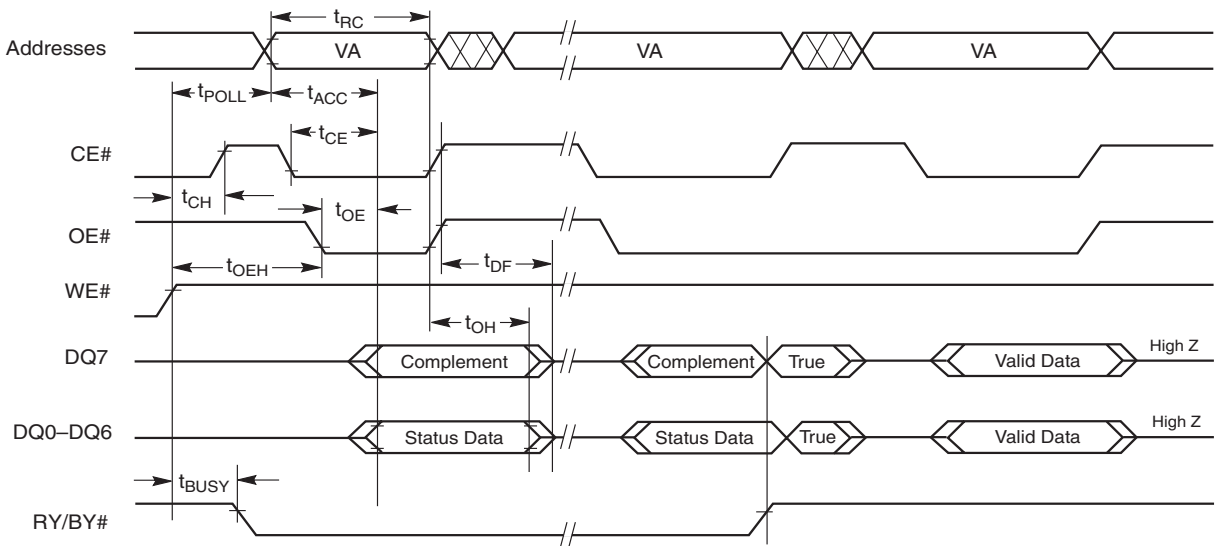 tRC
Addresses VA VA VA
tPOLL tACC
tCE
CE#
tCH tOE
OE#
tOEH tDF
WE#
tOH
DQ7 Complement Complement True Valid Data High Z
DQ0–DQ6 Status Data Status Data True Valid Data High Z
tBUSY
RY/BY#